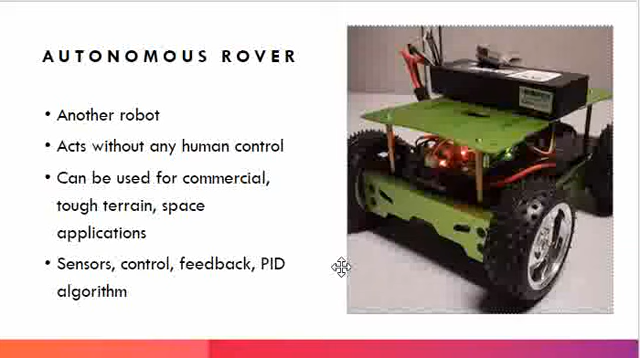 AUTONOMOUS ROVER
• Another robot
• Acts without any human control
• Can be used for commercial,
tough terrain, space
applications
• Sensors, control, feedback, PID
algorithm